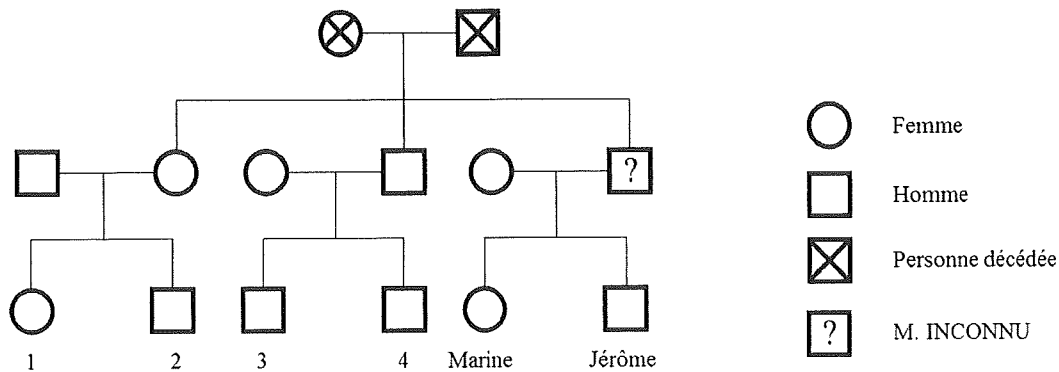 Femme
Homme
Personne décédée
? M. INCONNU
?
1 2 3 4 Marine Jérôme